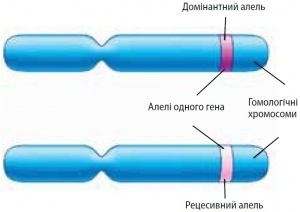 Домінантний алель
Алелі одного гена
Гомологічні
хромосоми
Рецесивний алель